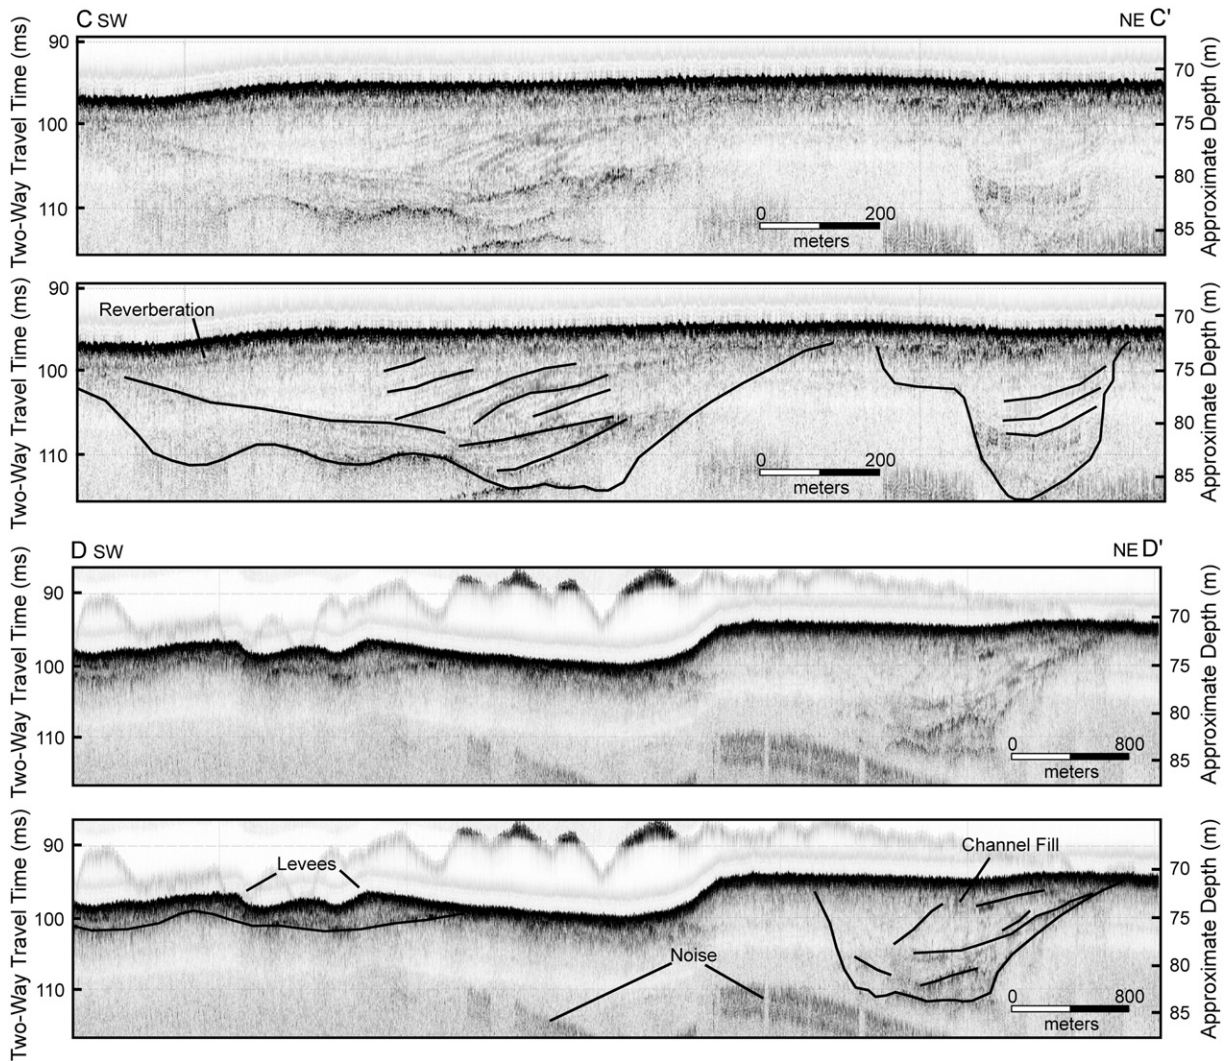 C SW
NE C'
Two-Way Travel Time (ms)
90
100
110
Approximate Depth (m)
70
75
80
85
0 200
meters
Two-Way Travel Time (ms)
90
100
110
Reverberation
Approximate Depth (m)
70
75
80
85
0 200
meters
D SW
NE D'
Two-Way Travel Time (ms)
90
100
110
Approximate Depth (m)
70
75
80
85
0 800
meters
Two-Way Travel Time (ms)
90
100
110
Levees
Channel Fill
Noise
Approximate Depth (m)
70
75
80
85
0 800
meters